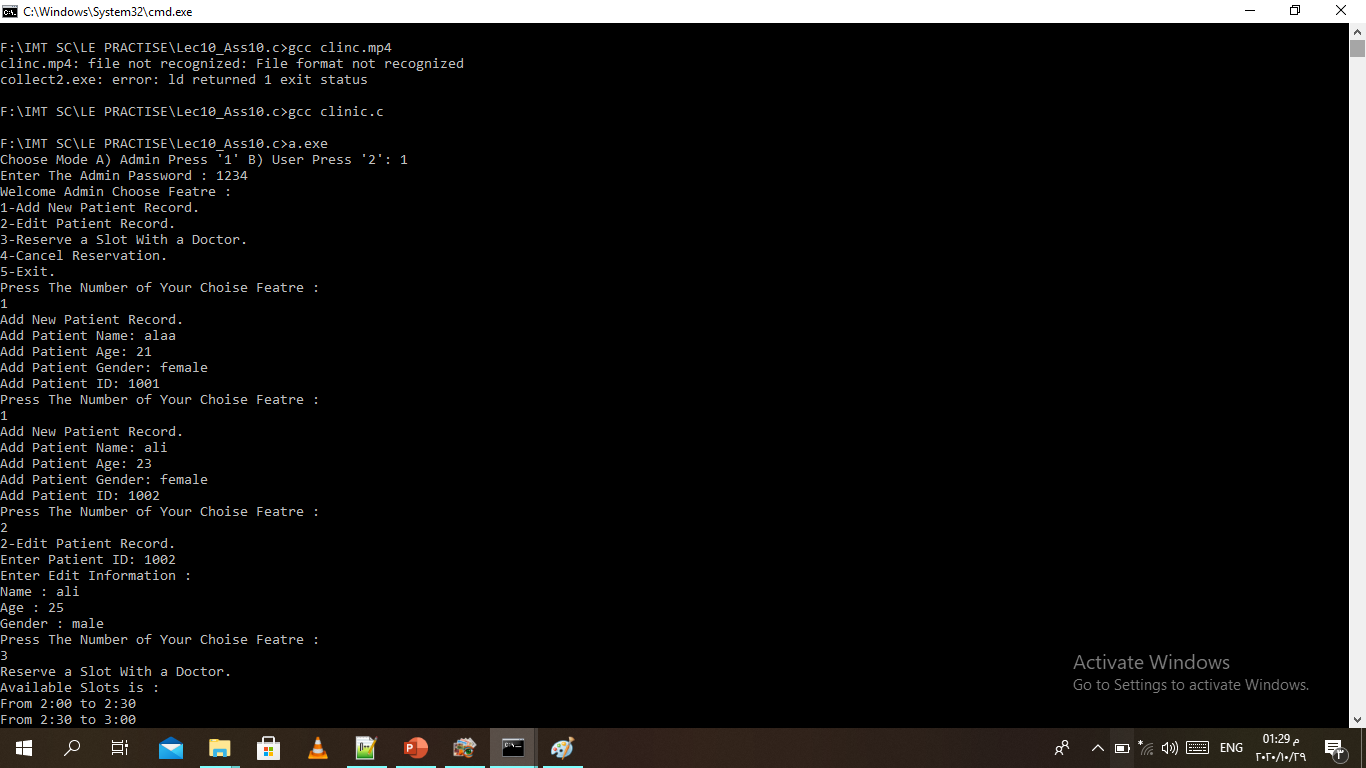 C:\Windows\System32\cmd.exe
F:\IMT SC\LE PRACTISE\Lec10_Ass10.c>gcc clinc.mp4
clinc.mp4: file not recognized: File format not recognized
collect2.exe: error: ld returned 1 exit status
F:\IMT SC\LE PRACTISE\Lec10_Ass10.c>gcc clinic.c
F:\IMT SC\LE PRACTISE\Lec10_Ass10.c>a.exe
Choose Mode A) Admin Press '1' B) User Press '2': 1
Enter The Admin Password : 1234
Welcome Admin Choose Featre :
1-Add New Patient Record.
2-Edit Patient Record.
3-Reserve a Slot With a Doctor.
4-Cancel Reservation.
5-Exit.
Press The Number of Your Choise Featre :
1
Add New Patient Record.
Add Patient Name: alaa
Add Patient Age: 21
Add Patient Gender: female
Add Patient ID: 1001
Press The Number of Your Choise Featre :
1
Add New Patient Record.
Add Patient Name: ali
Add Patient Age: 23
Add Patient Gender: female
Add Patient ID: 1002
Press The Number of Your Choise Featre :
2
2-Edit Patient Record.
Enter Patient ID: 1002
Enter Edit Information :
Name : ali
Age : 25
Gender : male
Press The Number of Your Choise Featre :
3
Reserve a Slot With a Doctor.
Available Slots is :
From 2:00 to 2:30
From 2:30 to 3:00
Activate Windows
Go to Settings to activate Windows.
ENG
01:29 م
٢٠٢٠/١٠/٢٩
٣